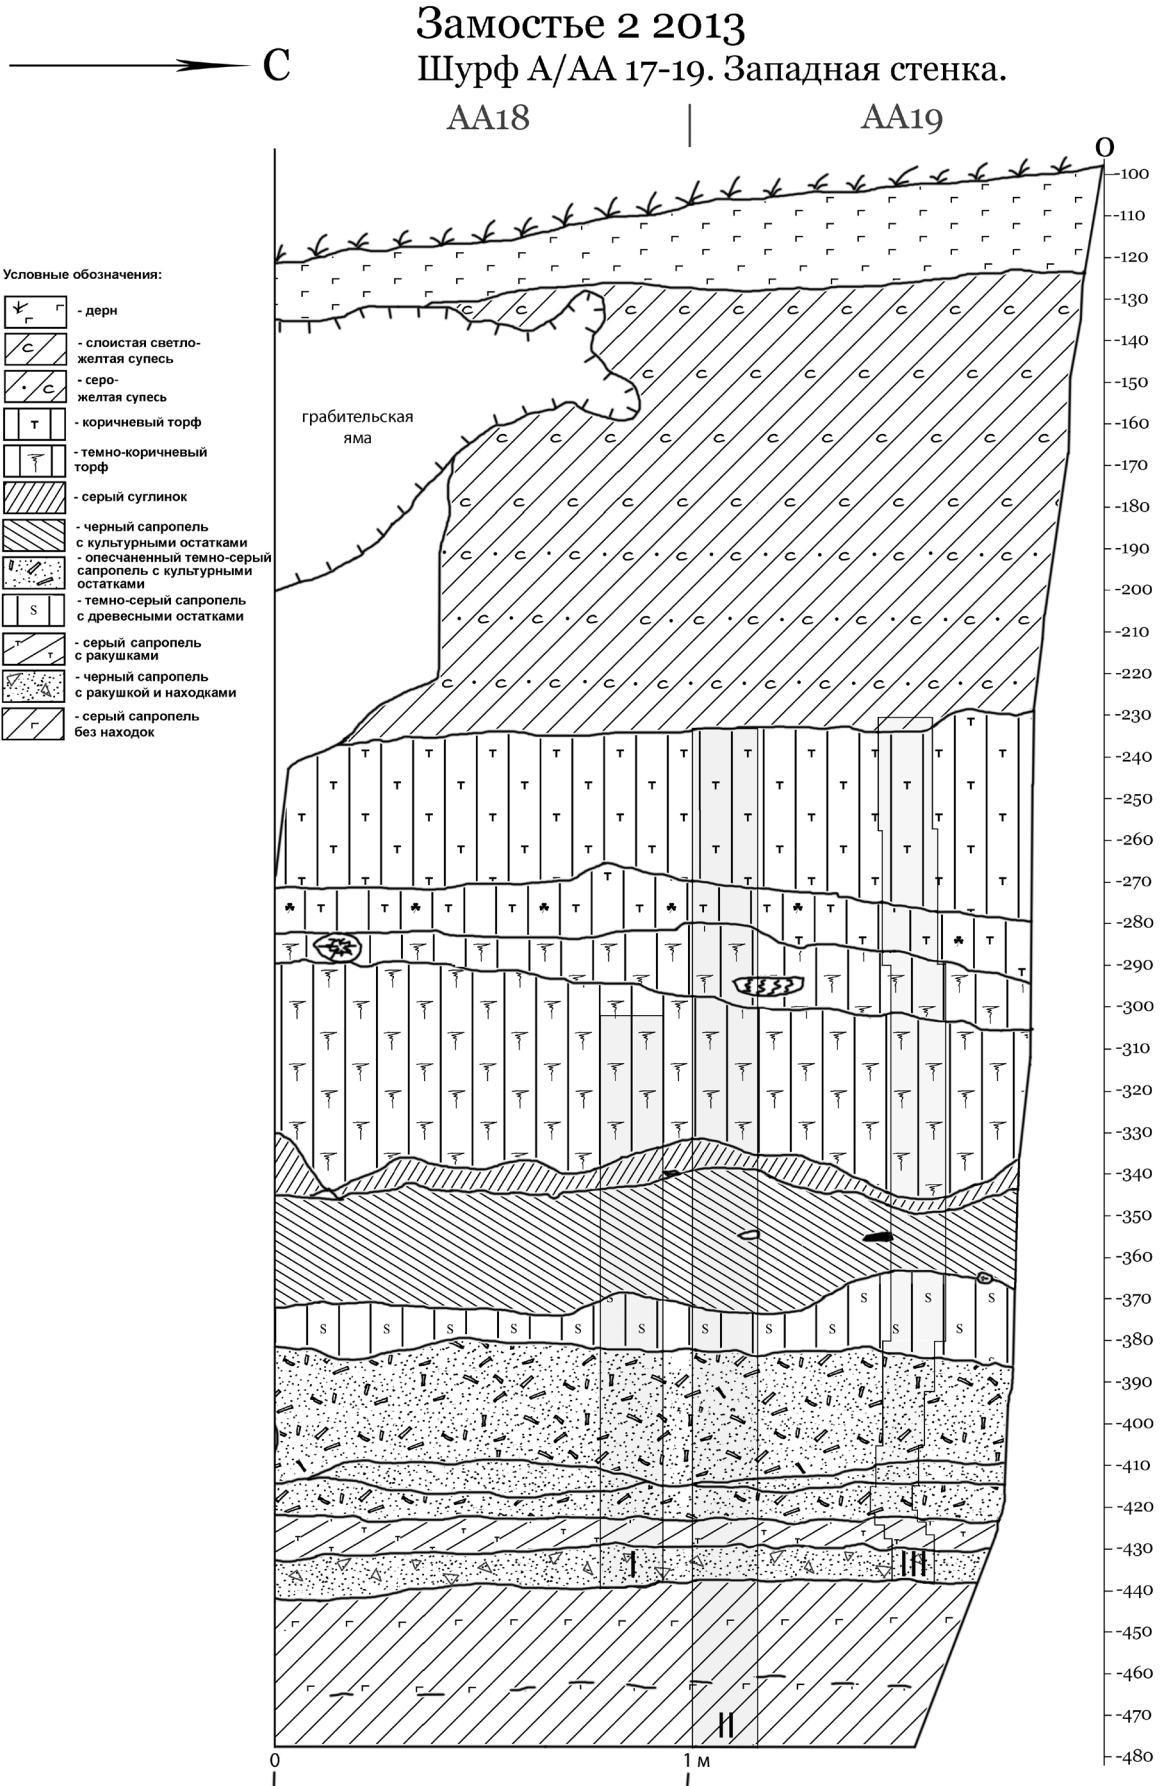 Замостье 2 2013
С
Шурф А/АА 17-19. Западная стенка.
АА18 | АА19
0
-100
-110
-120
-130
-140
-150
-160
-170
-180
-190
-200
-210
-220
-230
-240
-250
-260
-270
-280
-290
-300
-310
-320
-330
-340
-350
-360
-370
-380
-390
-400
-410
-420
-430
-440
-450
-460
-470
-480
Условные обозначения:
- дерн
- слоистая светло-
желтая супесь
- серо-
желтая супесь
- коричневый торф
- темно-коричневый
торф
- серый суглинок
- черный сапропель
с культурными остатками
- опесчаненный темно-серый
сапропель с культурными
остатками
- темно-серый сапропель
с древесными остатками
- серый сапропель
с ракушками
- черный сапропель
с ракушкой и находками
- серый сапропель
без находок
грабительская
яма
I
III
II
0
1 м